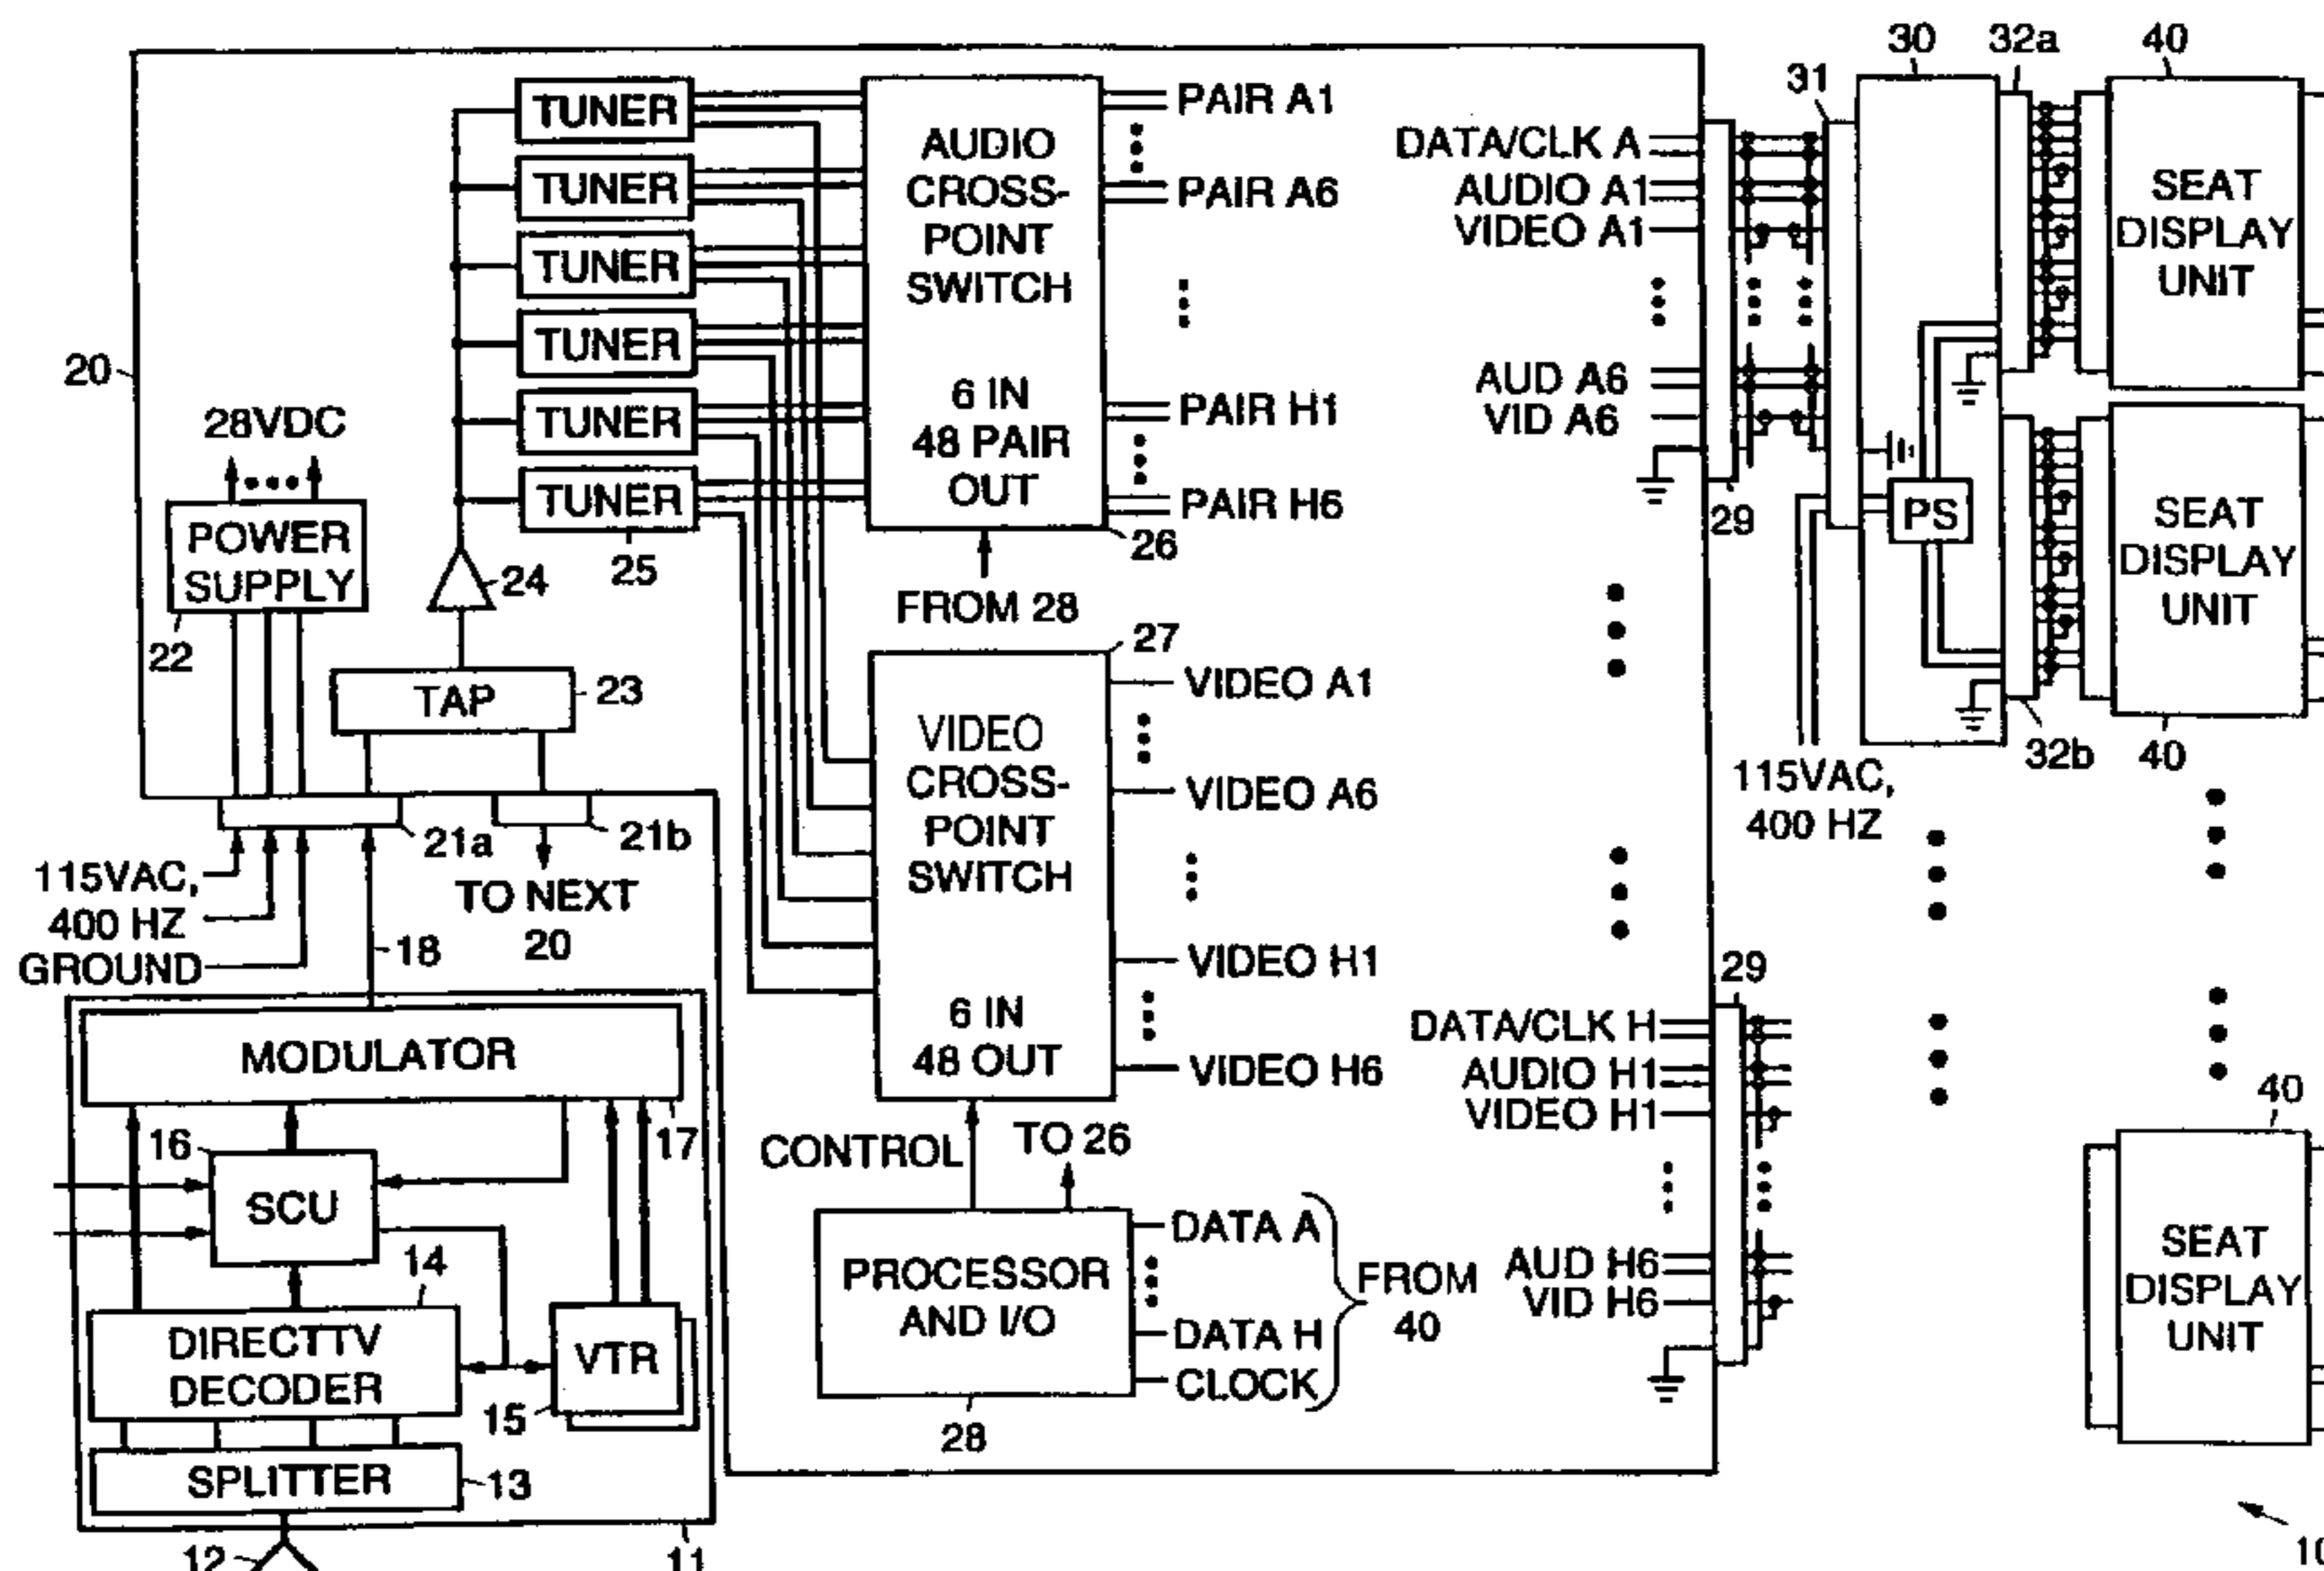 30 32a 40
31
TUNER
TUNER
TUNER
TUNER
TUNER
TUNER
25
AUDIO
CROSS-
POINT
SWITCH
6 IN
48 PAIR
OUT
26
FROM 28
PAIR A1
PAIR A6
PAIR H1
PAIR H6
DATA/CLK A
AUDIO A1
VIDEO A1
AUD A6
VID A6
29
PS
SEAT
DISPLAY
UNIT
SEAT
DISPLAY
UNIT
32b 40
115VAC,
400 HZ
20
28VDC
POWER
SUPPLY
22
24
TAP
23
21a
21b
115VAC,
400 HZ
GROUND
TO NEXT
20
18
27
VIDEO
CROSS-
POINT
SWITCH
6 IN
48 OUT
VIDEO A1
VIDEO A6
VIDEO H1
VIDEO H6
29
DATA/CLK H
AUDIO H1
VIDEO H1
AUD H6
VID H6
MODULATOR
17
16
SCU
14
DIRECTTV
DECODER
VTR
15
SPLITTER
13
12
11
CONTROL
TO 26
PROCESSOR
AND I/O
28
DATA A
DATA H
CLOCK
FROM
40
40
SEAT
DISPLAY
UNIT